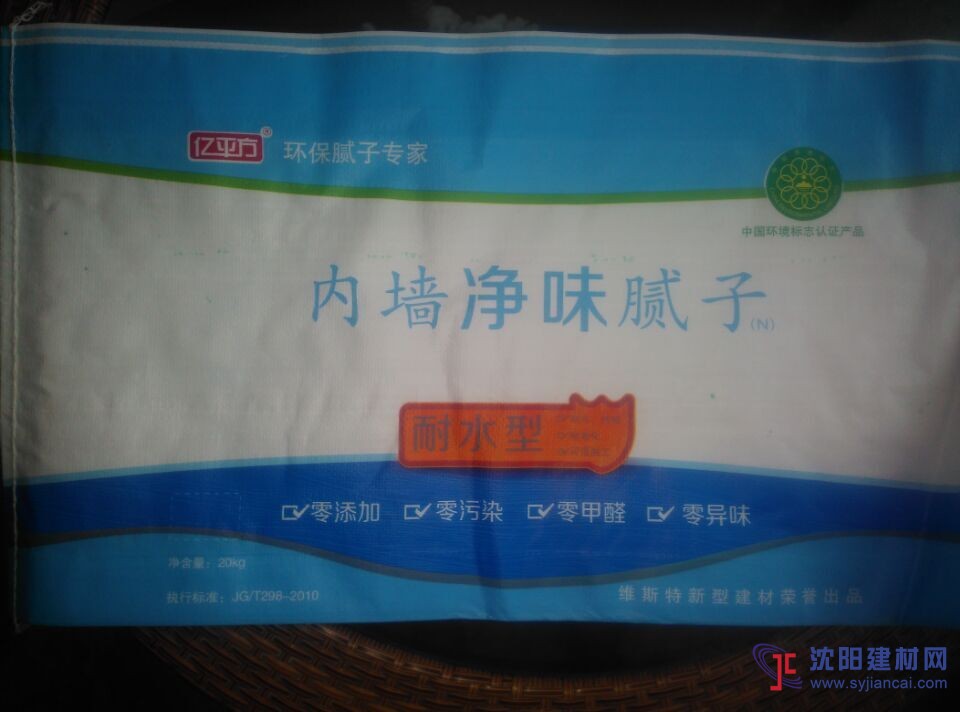 亿平方
环保腻子专家
中国环境标志认证产品
内墙净味腻子(N)
耐水型
零添加 零污染 零甲醛 零异味
净含量：20kg
执行标准：JG/T298-2010
维斯特新型建材荣誉出品
沈阳建材网
www.syjiancai.com